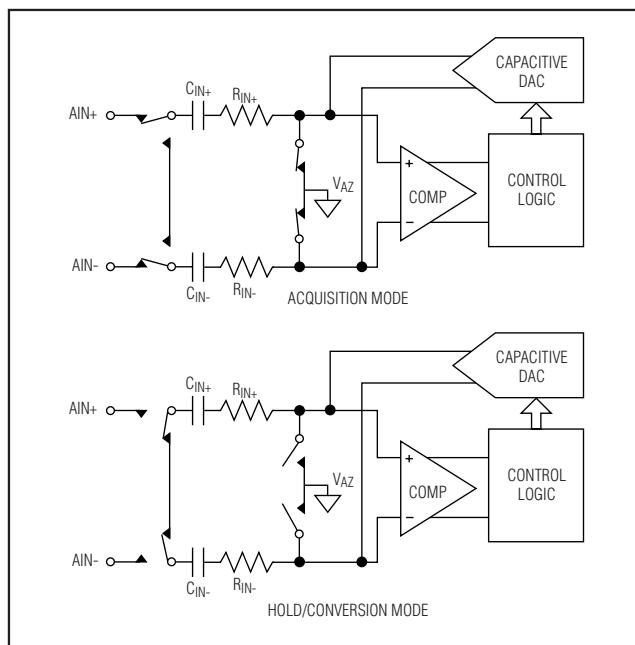 CAPACITIVE
DAC
CIN+
RIN+
AIN+
VAZ
+
COMP
−
CONTROL
LOGIC
AIN-
CIN-
RIN-
ACQUISITION MODE
CAPACITIVE
DAC
CIN+
RIN+
AIN+
VAZ
+
COMP
−
CONTROL
LOGIC
AIN-
CIN-
RIN-
HOLD/CONVERSION MODE